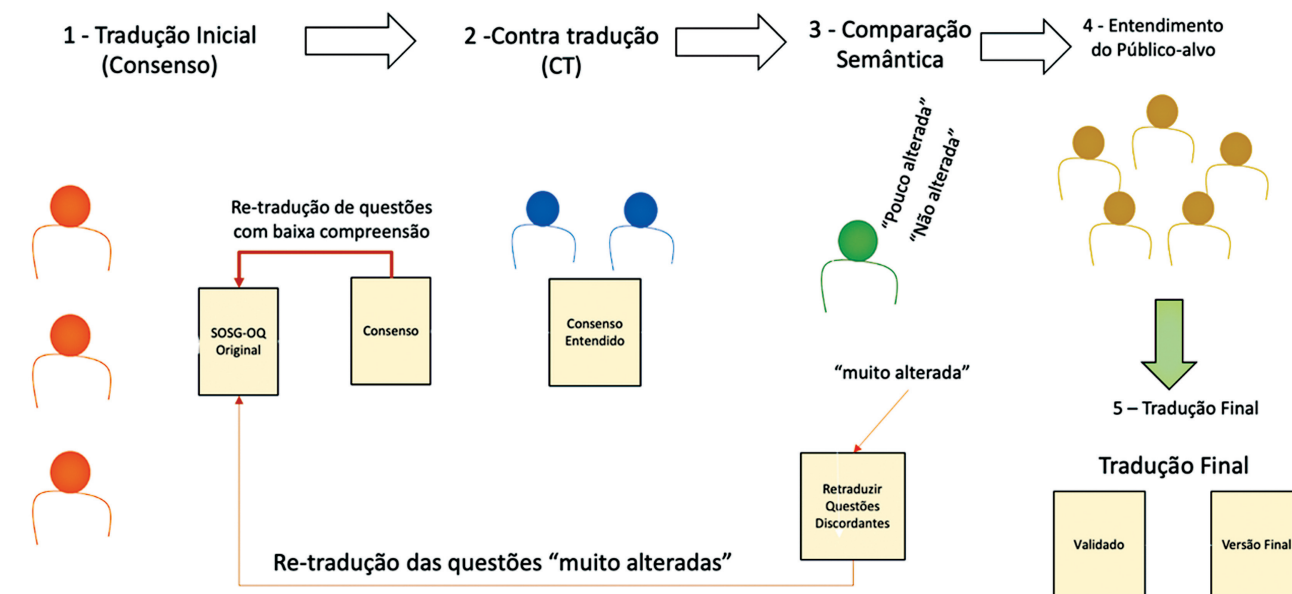 1 - Tradução Inicial
(Consenso)
2 -Contra tradução
(CT)
3 - Comparação
Semântica
4 - Entendimento
do Público-alvo
“Pouco alterada”
“Não alterada”
Re-tradução de questões
com baixa compreensão
SOSG-OQ
Original
Consenso
Consenso
Entendido
“muito alterada”
5 – Tradução Final
Tradução Final
Retraduzir
Questões
Discordantes
Validado
Versão Final
Re-tradução das questões “muito alteradas”